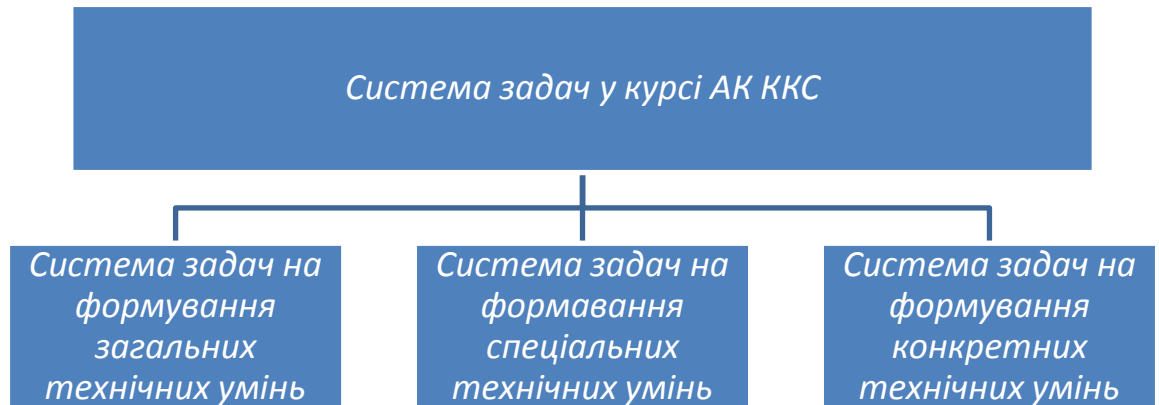 Система задач у курсі АК ККС
Система задач на
формування
загальних
технічних умінь
Система задач на
формавання
спеціальних
технічних умінь
Система задач на
формування
конкретних
технічних умінь